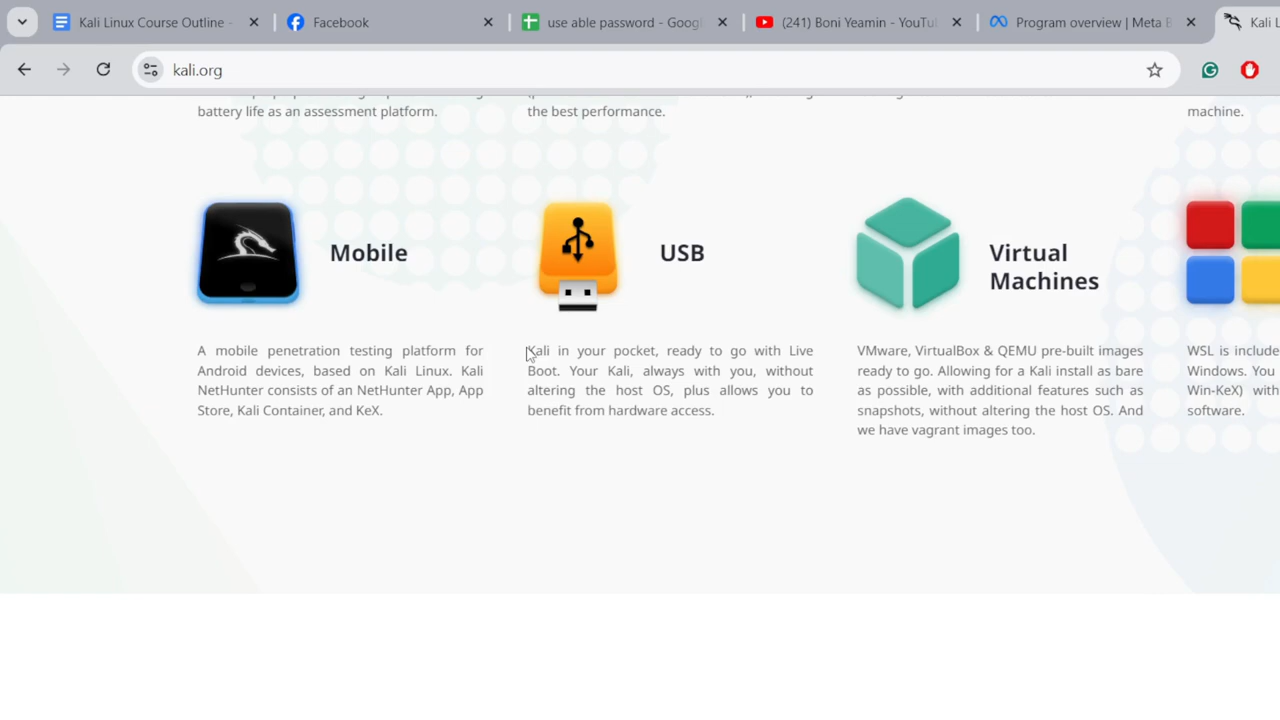 Kali Linux Course Outline -
Facebook
use able password - Goog
(241) Boni Yeamin - YouTu
Program overview | Meta B
Kali L
kali.org
battery life as an assessment platform.
the best performance.
machine.
Mobile
USB
Virtual
Machines
A mobile penetration testing platform for
Android devices, based on Kali Linux. Kali
NetHunter consists of an NetHunter App, App
Store, Kali Container, and KeX.
Kali in your pocket, ready to go with Live
Boot. Your Kali, always with you, without
altering the host OS, plus allows you to
benefit from hardware access.
VMware, VirtualBox & QEMU pre-built images
ready to go. Allowing for a Kali install as bare
as possible, with additional features such as
snapshots, without altering the host OS. And
we have vagrant images too.
WSL is include
Windows. You
Win-KeX) with
software.